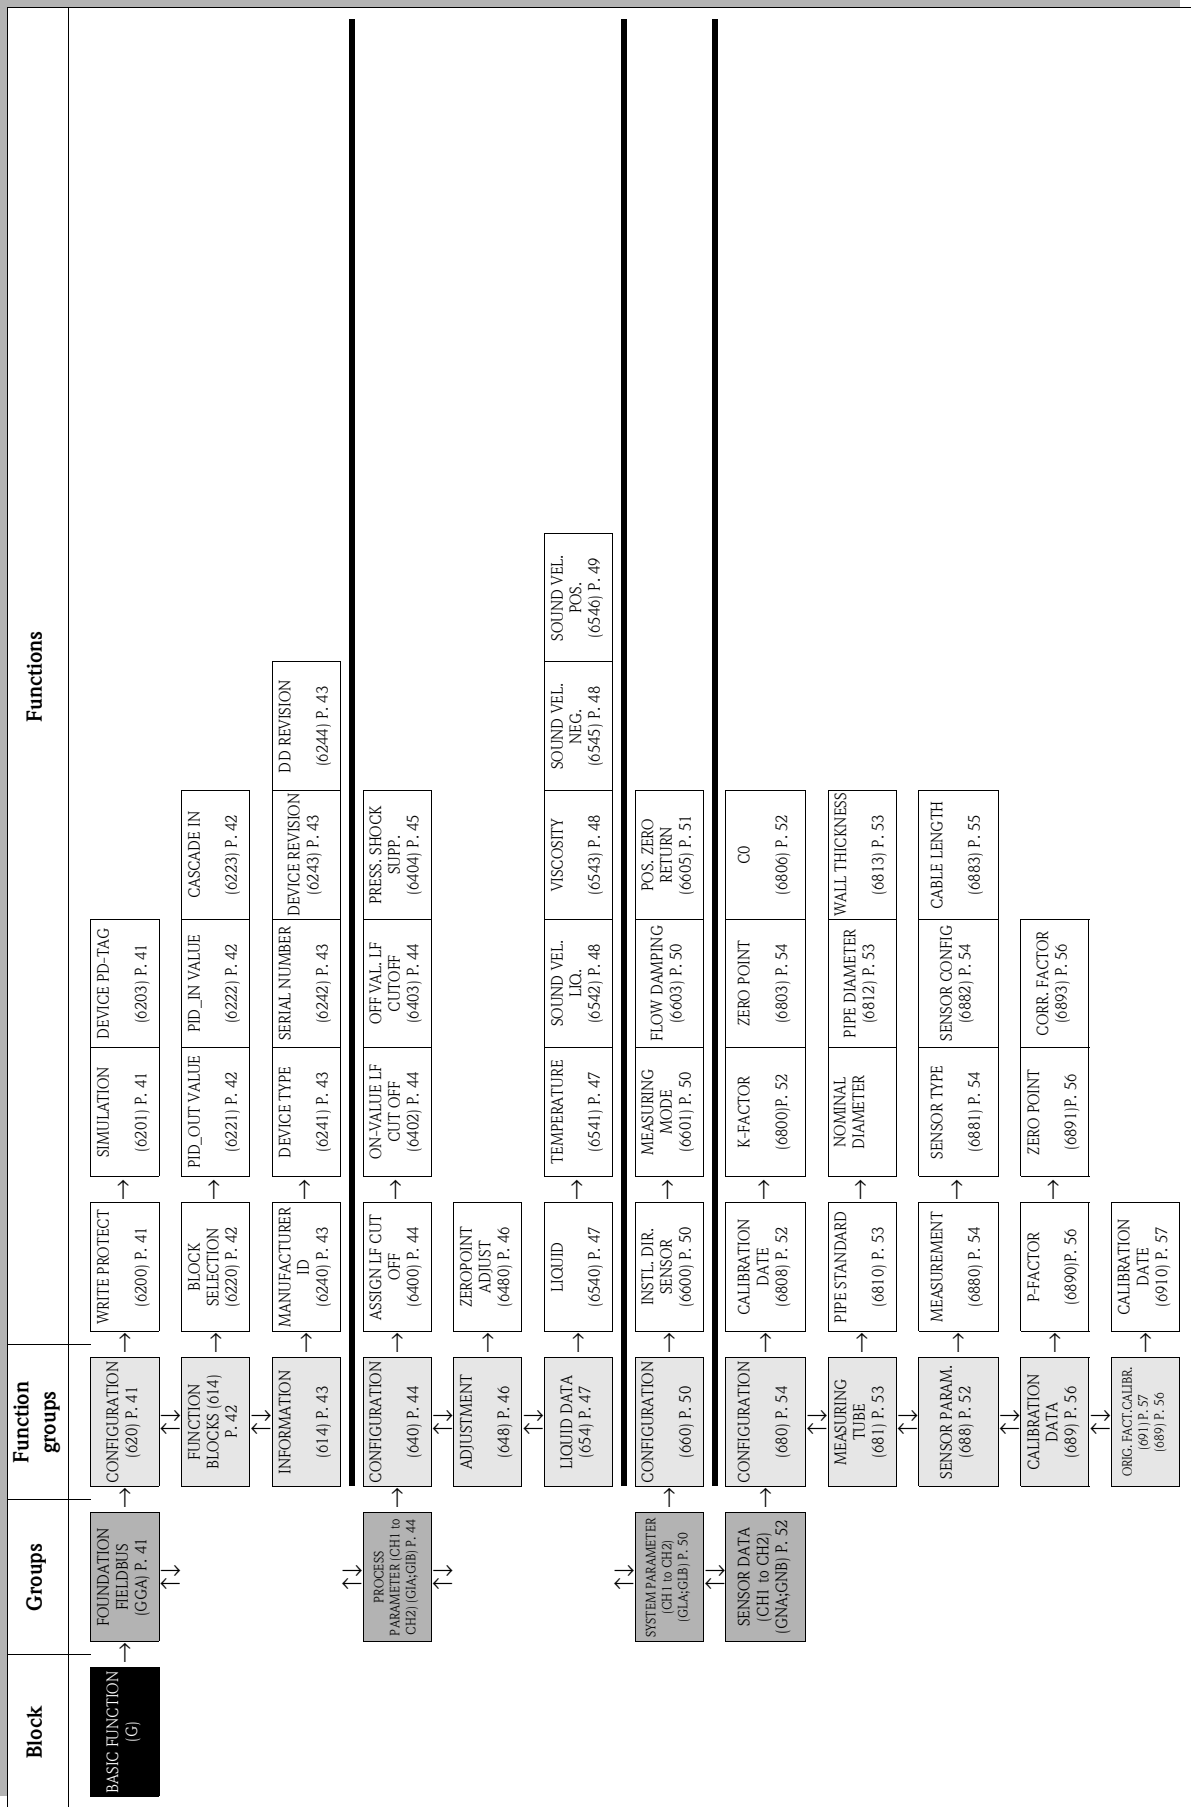 Block
Groups
Function
groups
Functions
BASIC FUNCTION
(G)
FOUNDATION
FIELDBUS
(GGA) P. 41
CONFIGURATION
(620) P. 41
WRITE PROTECT
(6200) P. 41
SIMULATION
(6201) P. 41
DEVICE PD-TAG
(6203) P. 41
FUNCTION
BLOCKS (614)
P. 42
BLOCK
SELECTION
(6220) P. 42
PID_OUT VALUE
(6221) P. 42
PID_IN VALUE
(6222) P. 42
CASCADE IN
(6223) P. 42
INFORMATION
(614) P. 43
MANUFACTURER
ID
(6240) P. 43
DEVICE TYPE
(6241) P. 43
SERIAL NUMBER
(6242) P. 43
DEVICE REVISION
(6243) P. 43
DD REVISION
(6244) P. 43
PROCESS
PARAMETER (CH1 to
CH2) (GIA;GIB) P. 44
CONFIGURATION
(640) P. 44
ASSIGN LF CUT
OFF
(6400) P. 44
ON-VALUE LF
CUT OFF
(6402) P. 44
OFF VAL. LF
CUTOFF
(6403) P. 44
PRESS. SHOCK
SUPP.
(6404) P. 45
ADJUSTMENT
(648) P. 46
ZEROPOINT
ADJUST
(6480) P. 46
LIQUID DATA
(654) P. 47
LIQUID
(6540) P. 47
TEMPERATURE
(6541) P. 47
SOUND VEL.
LIQ.
(6542) P. 48
VISCOSITY
(6543) P. 48
SOUND VEL.
NEG.
(6545) P. 48
SOUND VEL.
POS.
(6546) P. 49
SYSTEM PARAMETER
(CH1 to CH2)
(GLA;GLB) P. 50
CONFIGURATION
(660) P. 50
INSTL. DIR.
SENSOR
(6600) P. 50
MEASURING
MODE
(6601) P. 50
FLOW DAMPING
(6603) P. 50
POS. ZERO
RETURN
(6605) P. 51
SENSOR DATA
(CH1 to CH2)
(GNA;GNB) P. 52
CONFIGURATION
(680) P. 54
CALIBRATION
DATE
(6808) P. 52
K-FACTOR
(6800)P. 52
ZERO POINT
(6803) P. 54
C0
(6806) P. 52
MEASURING
TUBE
(681) P. 53
PIPE STANDARD
(6810) P. 53
NOMINAL
DIAMETER
PIPE DIAMETER
(6812) P. 53
WALL THICKNESS
(6813) P. 53
SENSOR PARAM.
(688) P. 52
MEASUREMENT
(6880) P. 54
SENSOR TYPE
(6881) P. 54
SENSOR CONFIG
(6882) P. 54
CABLE LENGTH
(6883) P. 55
CALIBRATION
DATA
(689) P. 56
P-FACTOR
(6890)P. 56
ZERO POINT
(6891)P. 56
CORR. FACTOR
(6893) P. 56
ORIG. FACT.CALIBR.
(691) P. 57
(689) P. 56
CALIBRATION
DATE
(6910) P. 57